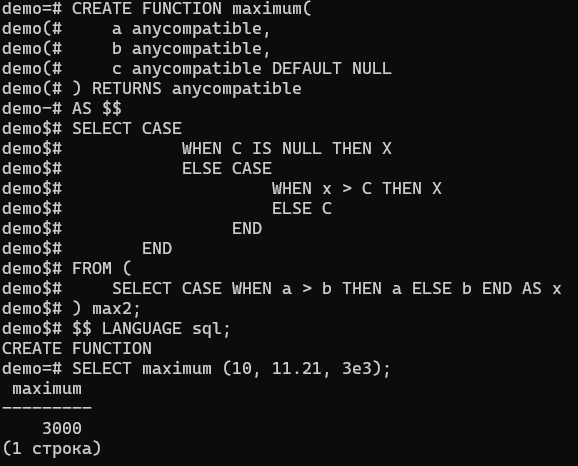 demo=# CREATE FUNCTION maximum(
demo(#     a anycompatible,
demo(#     b anycompatible,
demo(#     c anycompatible DEFAULT NULL
demo(# ) RETURNS anycompatible
demo-# AS $$
demo$# SELECT CASE
demo$#            WHEN C IS NULL THEN X
demo$#            ELSE CASE
demo$#                     WHEN x > C THEN X
demo$#                     ELSE C
demo$#                 END
demo$#        END
demo$# FROM (
demo$#     SELECT CASE WHEN a > b THEN a ELSE b END AS x
demo$# ) max2;
demo$# $$ LANGUAGE sql;
CREATE FUNCTION
demo=# SELECT maximum (10, 11.21, 3e3);
 maximum
---------
    3000
(1 строка)